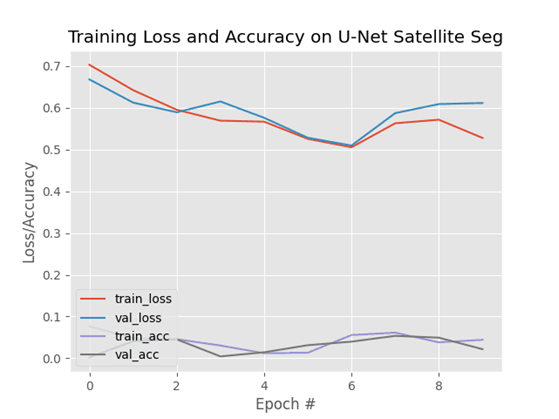 Training Loss and Accuracy on U-Net Satellite Seg
0.7
0.6
0.5
0.4
0.3
0.2
0.1
0.0
Loss/Accuracy
train_loss
val_loss
train_acc
val_acc
0 2 4 6 8
Epoch #